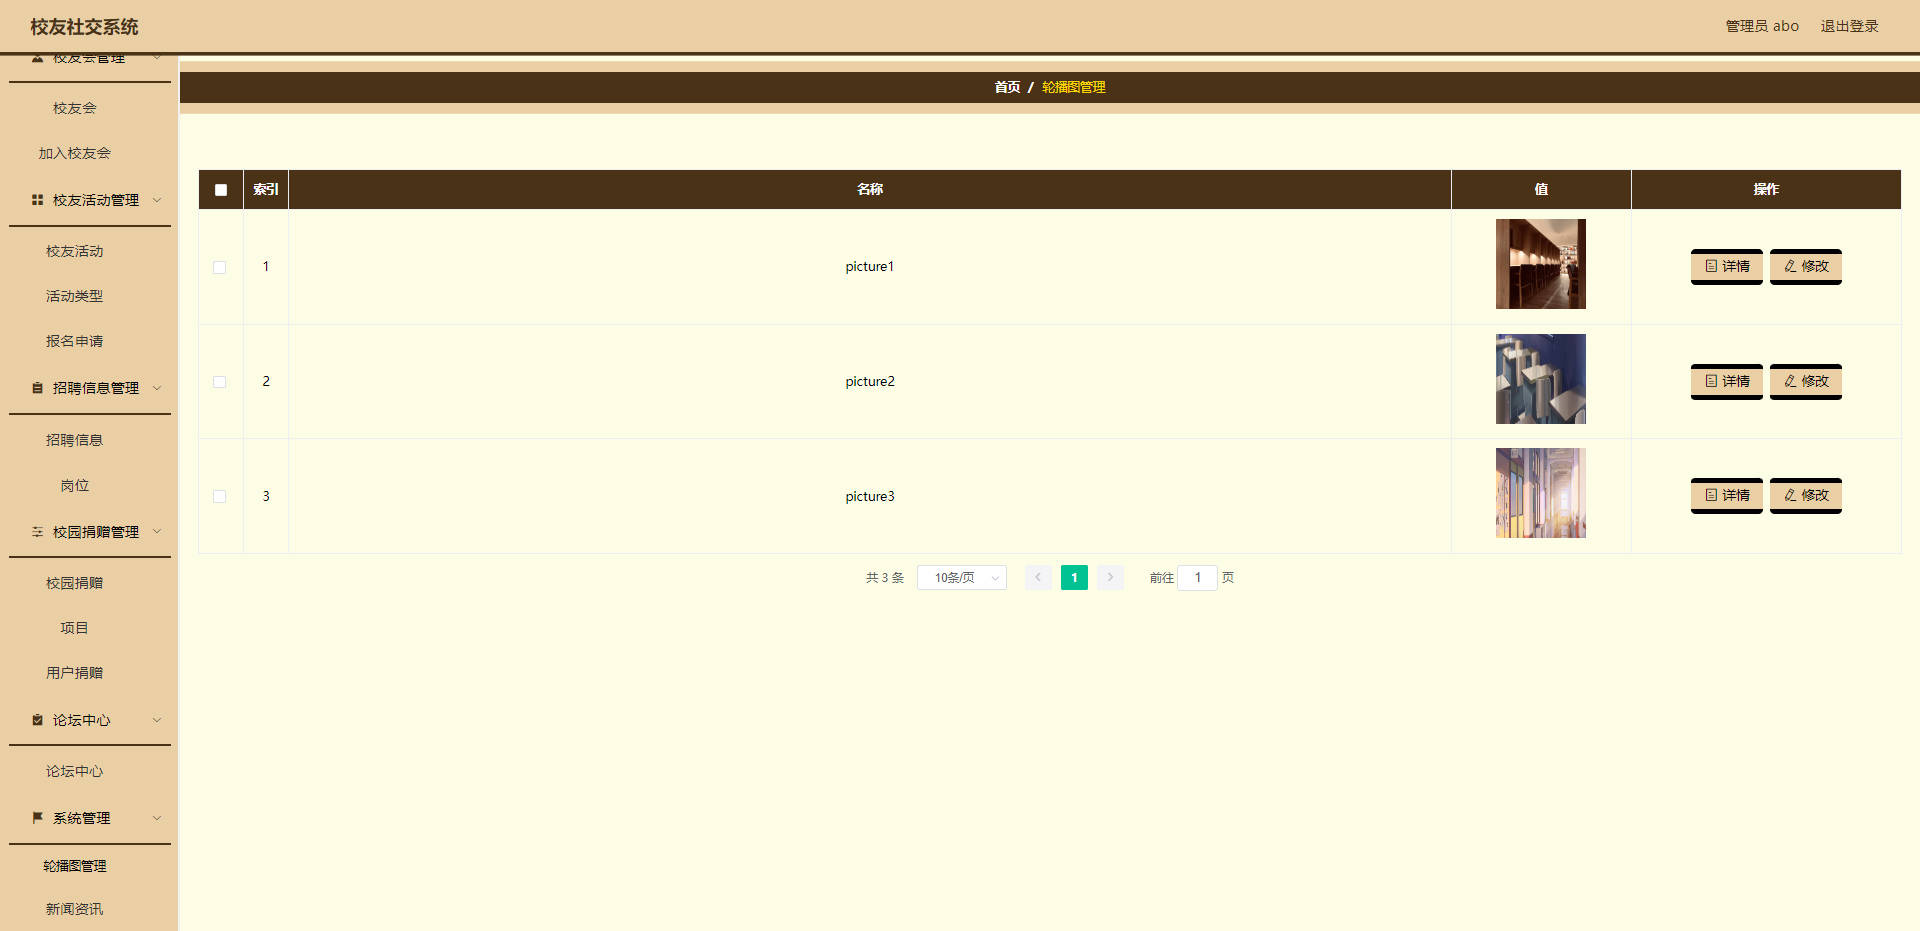 校友社交系统
管理员 abo 退出登录
校友会管理
校友会
加入校友会
校友活动管理
校友活动
活动类型
报名申请
招聘信息管理
招聘信息
岗位
校园捐赠管理
校园捐赠
项目
用户捐赠
论坛中心
论坛中心
系统管理
轮播图管理
新闻资讯
首页 / 轮播图管理
索引 名称 值 操作
1 picture1 详情 修改
2 picture2 详情 修改
3 picture3 详情 修改
共 3 条 10条/页 1 前往 1 页